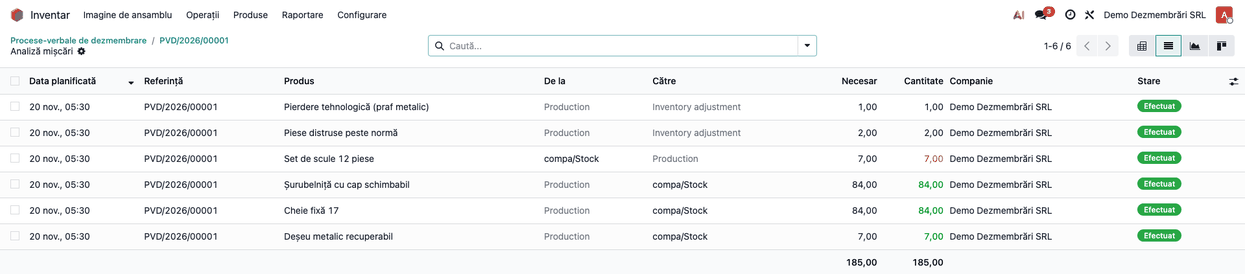 Inventar Imagine de ansamblu Operații Produse Raportare Configurare AI 3 Demo Dezmembrări SRL A
Procese-verbale de dezmembrare / PVD/2026/00001
Analiză mișcări Caută... 1-6 / 6
Data planificată Referință Produs De la Către Necesar Cantitate Companie Stare
20 nov., 05:30 PVD/2026/00001 Pierdere tehnologică (praf metalic) Production Inventory adjustment 1,00 1,00 Demo Dezmembrări SRL Efectuat
20 nov., 05:30 PVD/2026/00001 Piese distruse peste normă Production Inventory adjustment 2,00 2,00 Demo Dezmembrări SRL Efectuat
20 nov., 05:30 PVD/2026/00001 Set de scule 12 piese compa/Stock Production 7,00 7,00 Demo Dezmembrări SRL Efectuat
20 nov., 05:30 PVD/2026/00001 Șurubelniță cu cap schimbabil Production compa/Stock 84,00 84,00 Demo Dezmembrări SRL Efectuat
20 nov., 05:30 PVD/2026/00001 Cheie fixă 17 Production compa/Stock 84,00 84,00 Demo Dezmembrări SRL Efectuat
20 nov., 05:30 PVD/2026/00001 Deșeu metalic recuperabil Production compa/Stock 7,00 7,00 Demo Dezmembrări SRL Efectuat
185,00 185,00